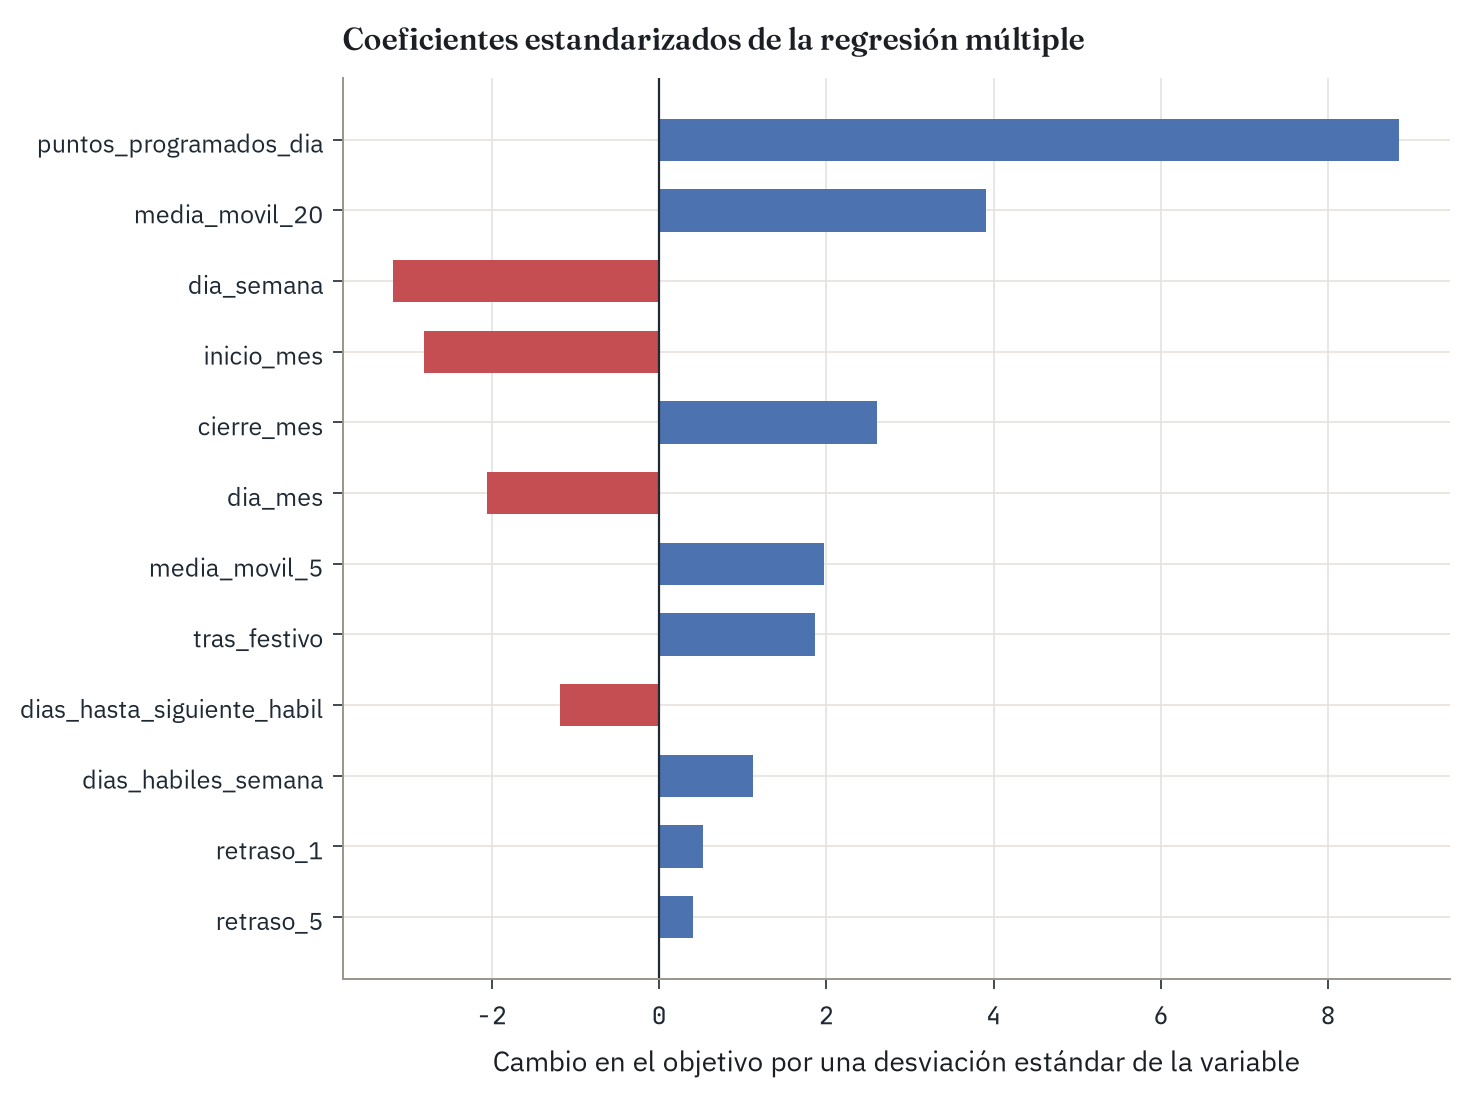 Coeficientes estandarizados de la regresión múltiple
puntos_programados_dia
media_movil_20
dia_semana
inicio_mes
cierre_mes
dia_mes
media_movil_5
tras_festivo
dias_hasta_siguiente_habil
dias_habiles_semana
retraso_1
retraso_5
-2 0 2 4 6 8
Cambio en el objetivo por una desviación estándar de la variable